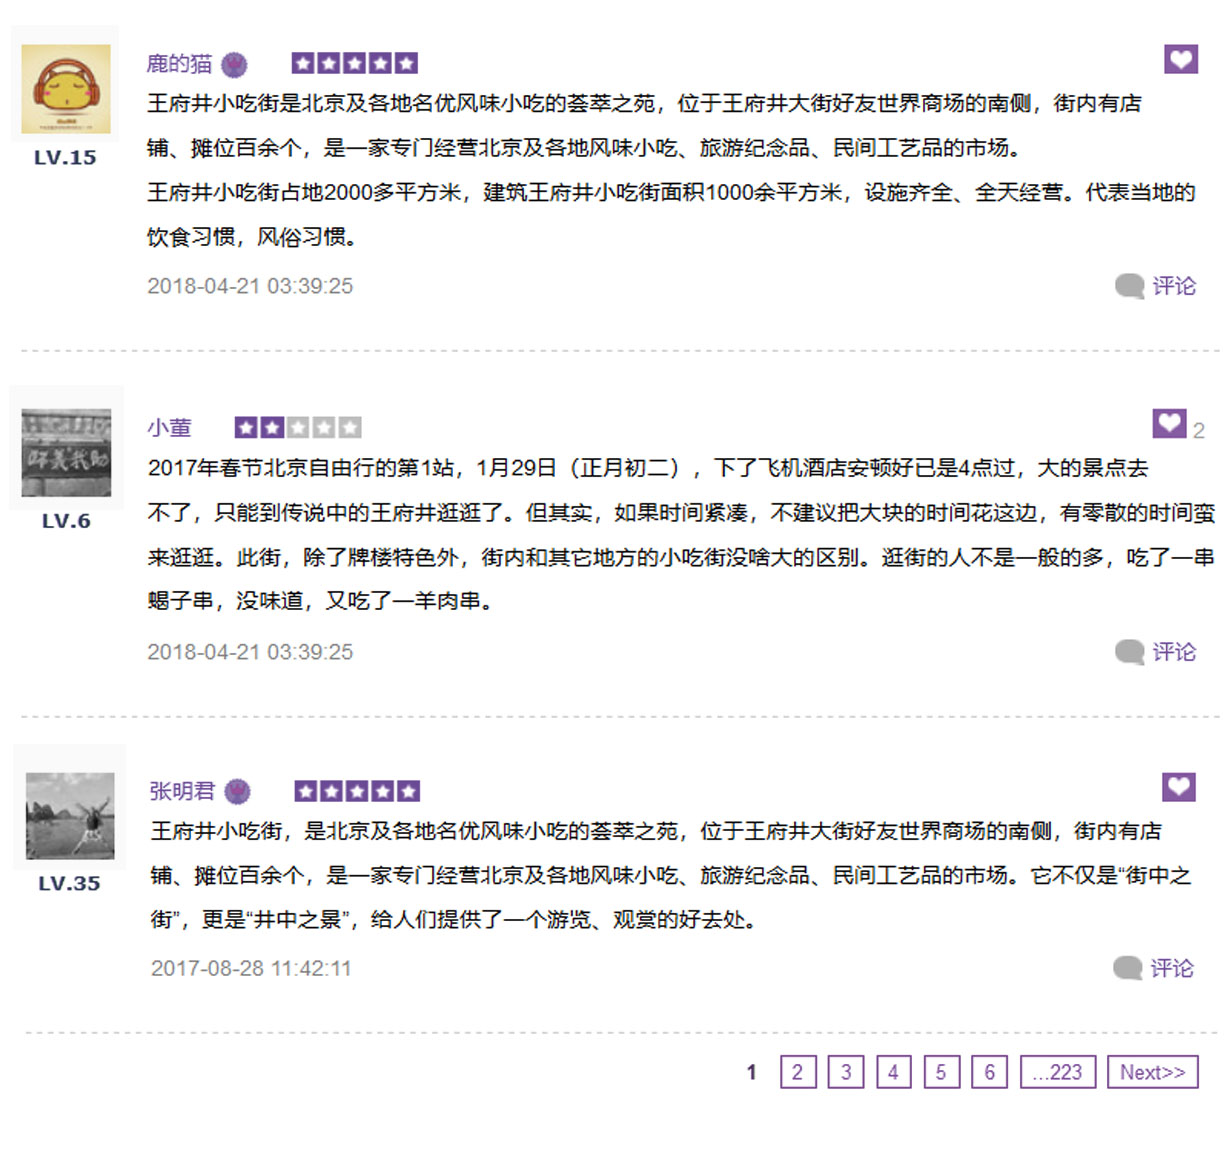 鹿的猫
王府井小吃街是北京及各地名优风味小吃的荟萃之苑，位于王府井大街好友世界商场的南侧，街内有店
铺、摊位百余个，是一家专门经营北京及各地风味小吃、旅游纪念品、民间工艺品的市场。
LV.15
王府井小吃街占地2000多平方米，建筑王府井小吃街面积1000余平方米，设施齐全、全天经营。代表当地的
饮食习惯，风俗习惯。
2018-04-21 03:39:25
评论
小董
2
2017年春节北京自由行的第1站，1月29日（正月初二），下了飞机酒店安顿好已是4点过，大的景点去
不了，只能到传说中的王府井逛逛了。但其实，如果时间紧凑，不建议把大块的时间花这边，有零散的时间蛮
LV.6
来逛逛。此街，除了牌楼特色外，街内和其它地方的小吃街没啥大的区别。逛街的人不是一般的多，吃了一串
蝎子串，没味道，又吃了一羊肉串。
2018-04-21 03:39:25
评论
张明君
王府井小吃街，是北京及各地名优风味小吃的荟萃之苑，位于王府井大街好友世界商场的南侧，街内有店
铺、摊位百余个，是一家专门经营北京及各地风味小吃、旅游纪念品、民间工艺品的市场。它不仅是“街中之
LV.35
街”，更是“井中之景”，给人们提供了一个游览、观赏的好去处。
2017-08-28 11:42:11
评论
1 2 3 4 5 6 ...223 Next>>